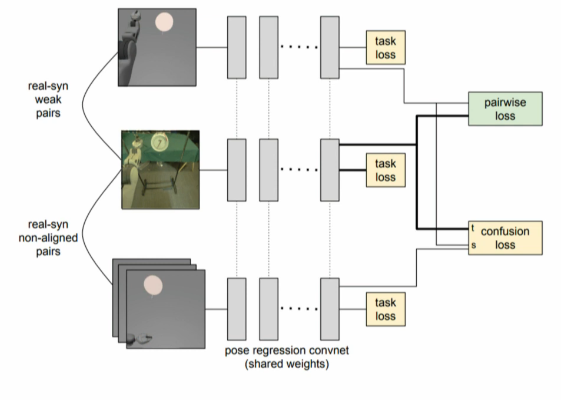 task
loss
real-syn
weak
pairs
pairwise
loss
task
loss
real-syn
non-aligned
pairs
t
confusion
s
loss
task
loss
pose regression convnet
(shared weights)